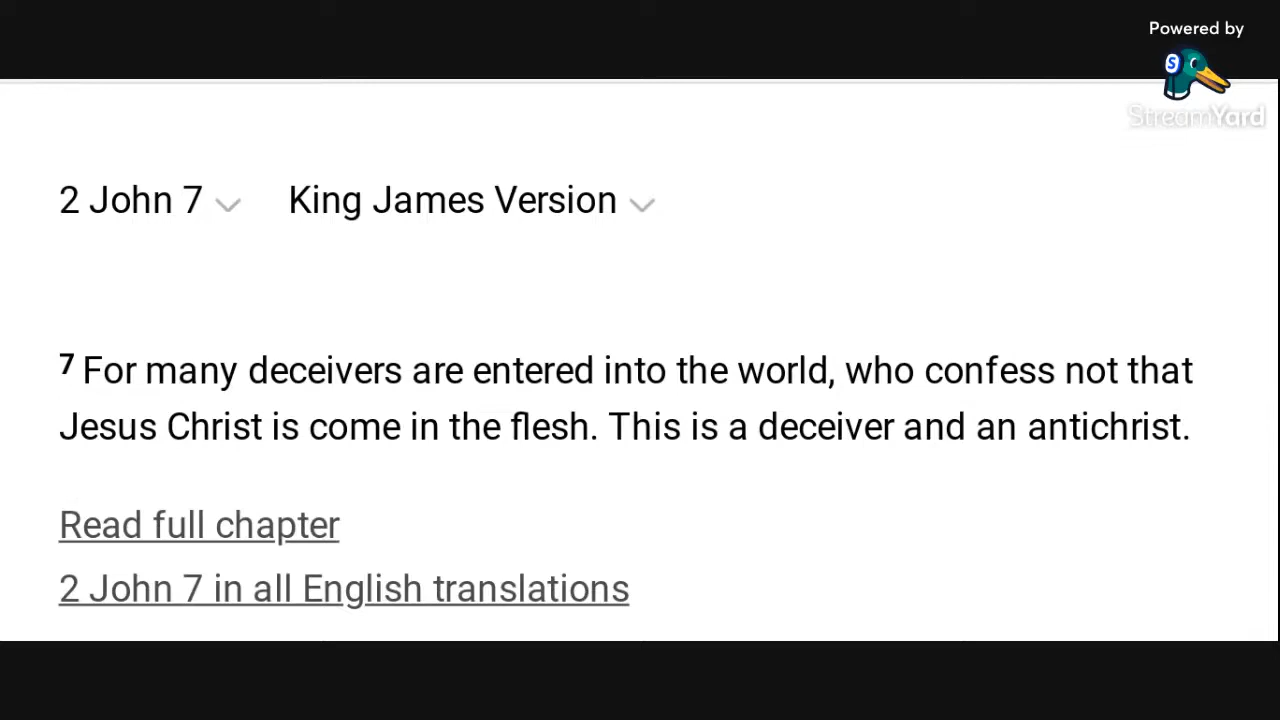 Powered by
S
StreamYard
2 John 7 King James Version
7 For many deceivers are entered into the world, who confess not that
Jesus Christ is come in the flesh. This is a deceiver and an antichrist.
Read full chapter
2 John 7 in all English translations